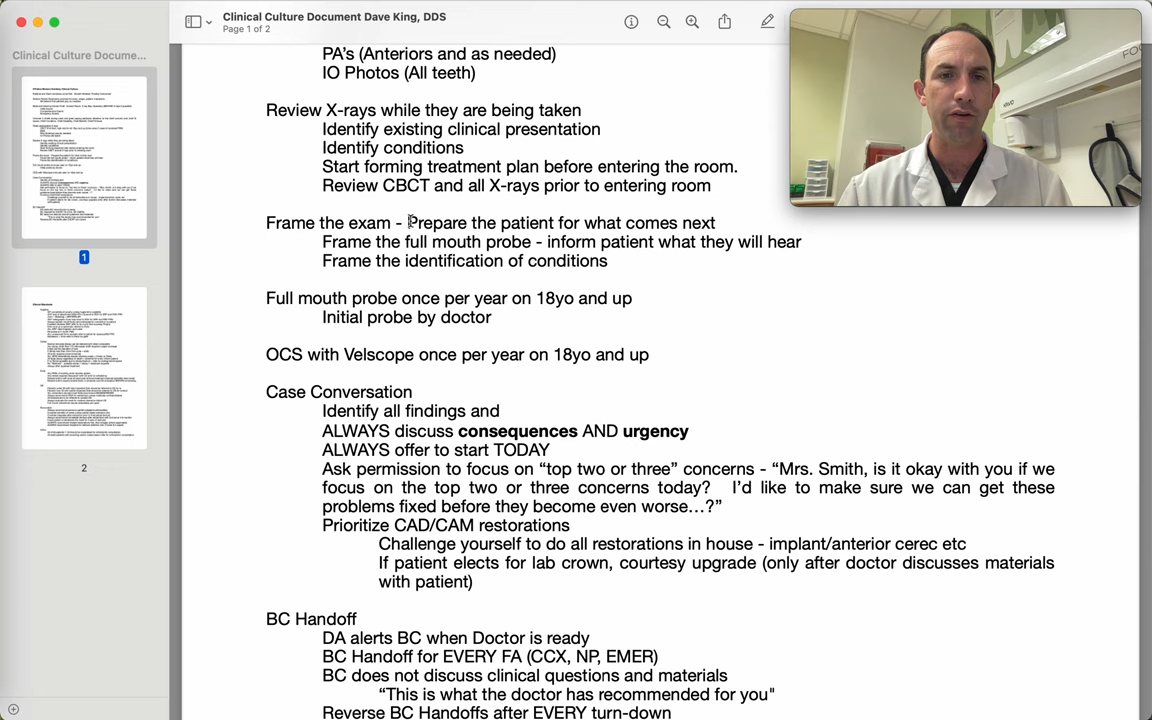 Clinical Culture Document Dave King, DDS
Page 1 of 2
Clinical Culture Docume...
1
2
PA's (Anteriors and as needed)
IO Photos (All teeth)
Review X-rays while they are being taken
Identify existing clinical presentation
Identify conditions
Start forming treatment plan before entering the room.
Review CBCT and all X-rays prior to entering room
Frame the exam - Prepare the patient for what comes next
Frame the full mouth probe - inform patient what they will hear
Frame the identification of conditions
Full mouth probe once per year on 18yo and up
Initial probe by doctor
OCS with Velscope once per year on 18yo and up
Case Conversation
Identify all findings and
ALWAYS discuss consequences AND urgency
ALWAYS offer to start TODAY
Ask permission to focus on “top two or three” concerns - “Mrs. Smith, is it okay with you if we
focus on the top two or three concerns today? I’d like to make sure we can get these
problems fixed before they become even worse…?”
Prioritize CAD/CAM restorations
Challenge yourself to do all restorations in house - implant/anterior cerec etc
If patient elects for lab crown, courtesy upgrade (only after doctor discusses materials
with patient)
BC Handoff
DA alerts BC when Doctor is ready
BC Handoff for EVERY FA (CCX, NP, EMER)
BC does not discuss clinical questions and materials
“This is what the doctor has recommended for you"
Reverse BC Handoffs after EVERY turn-down